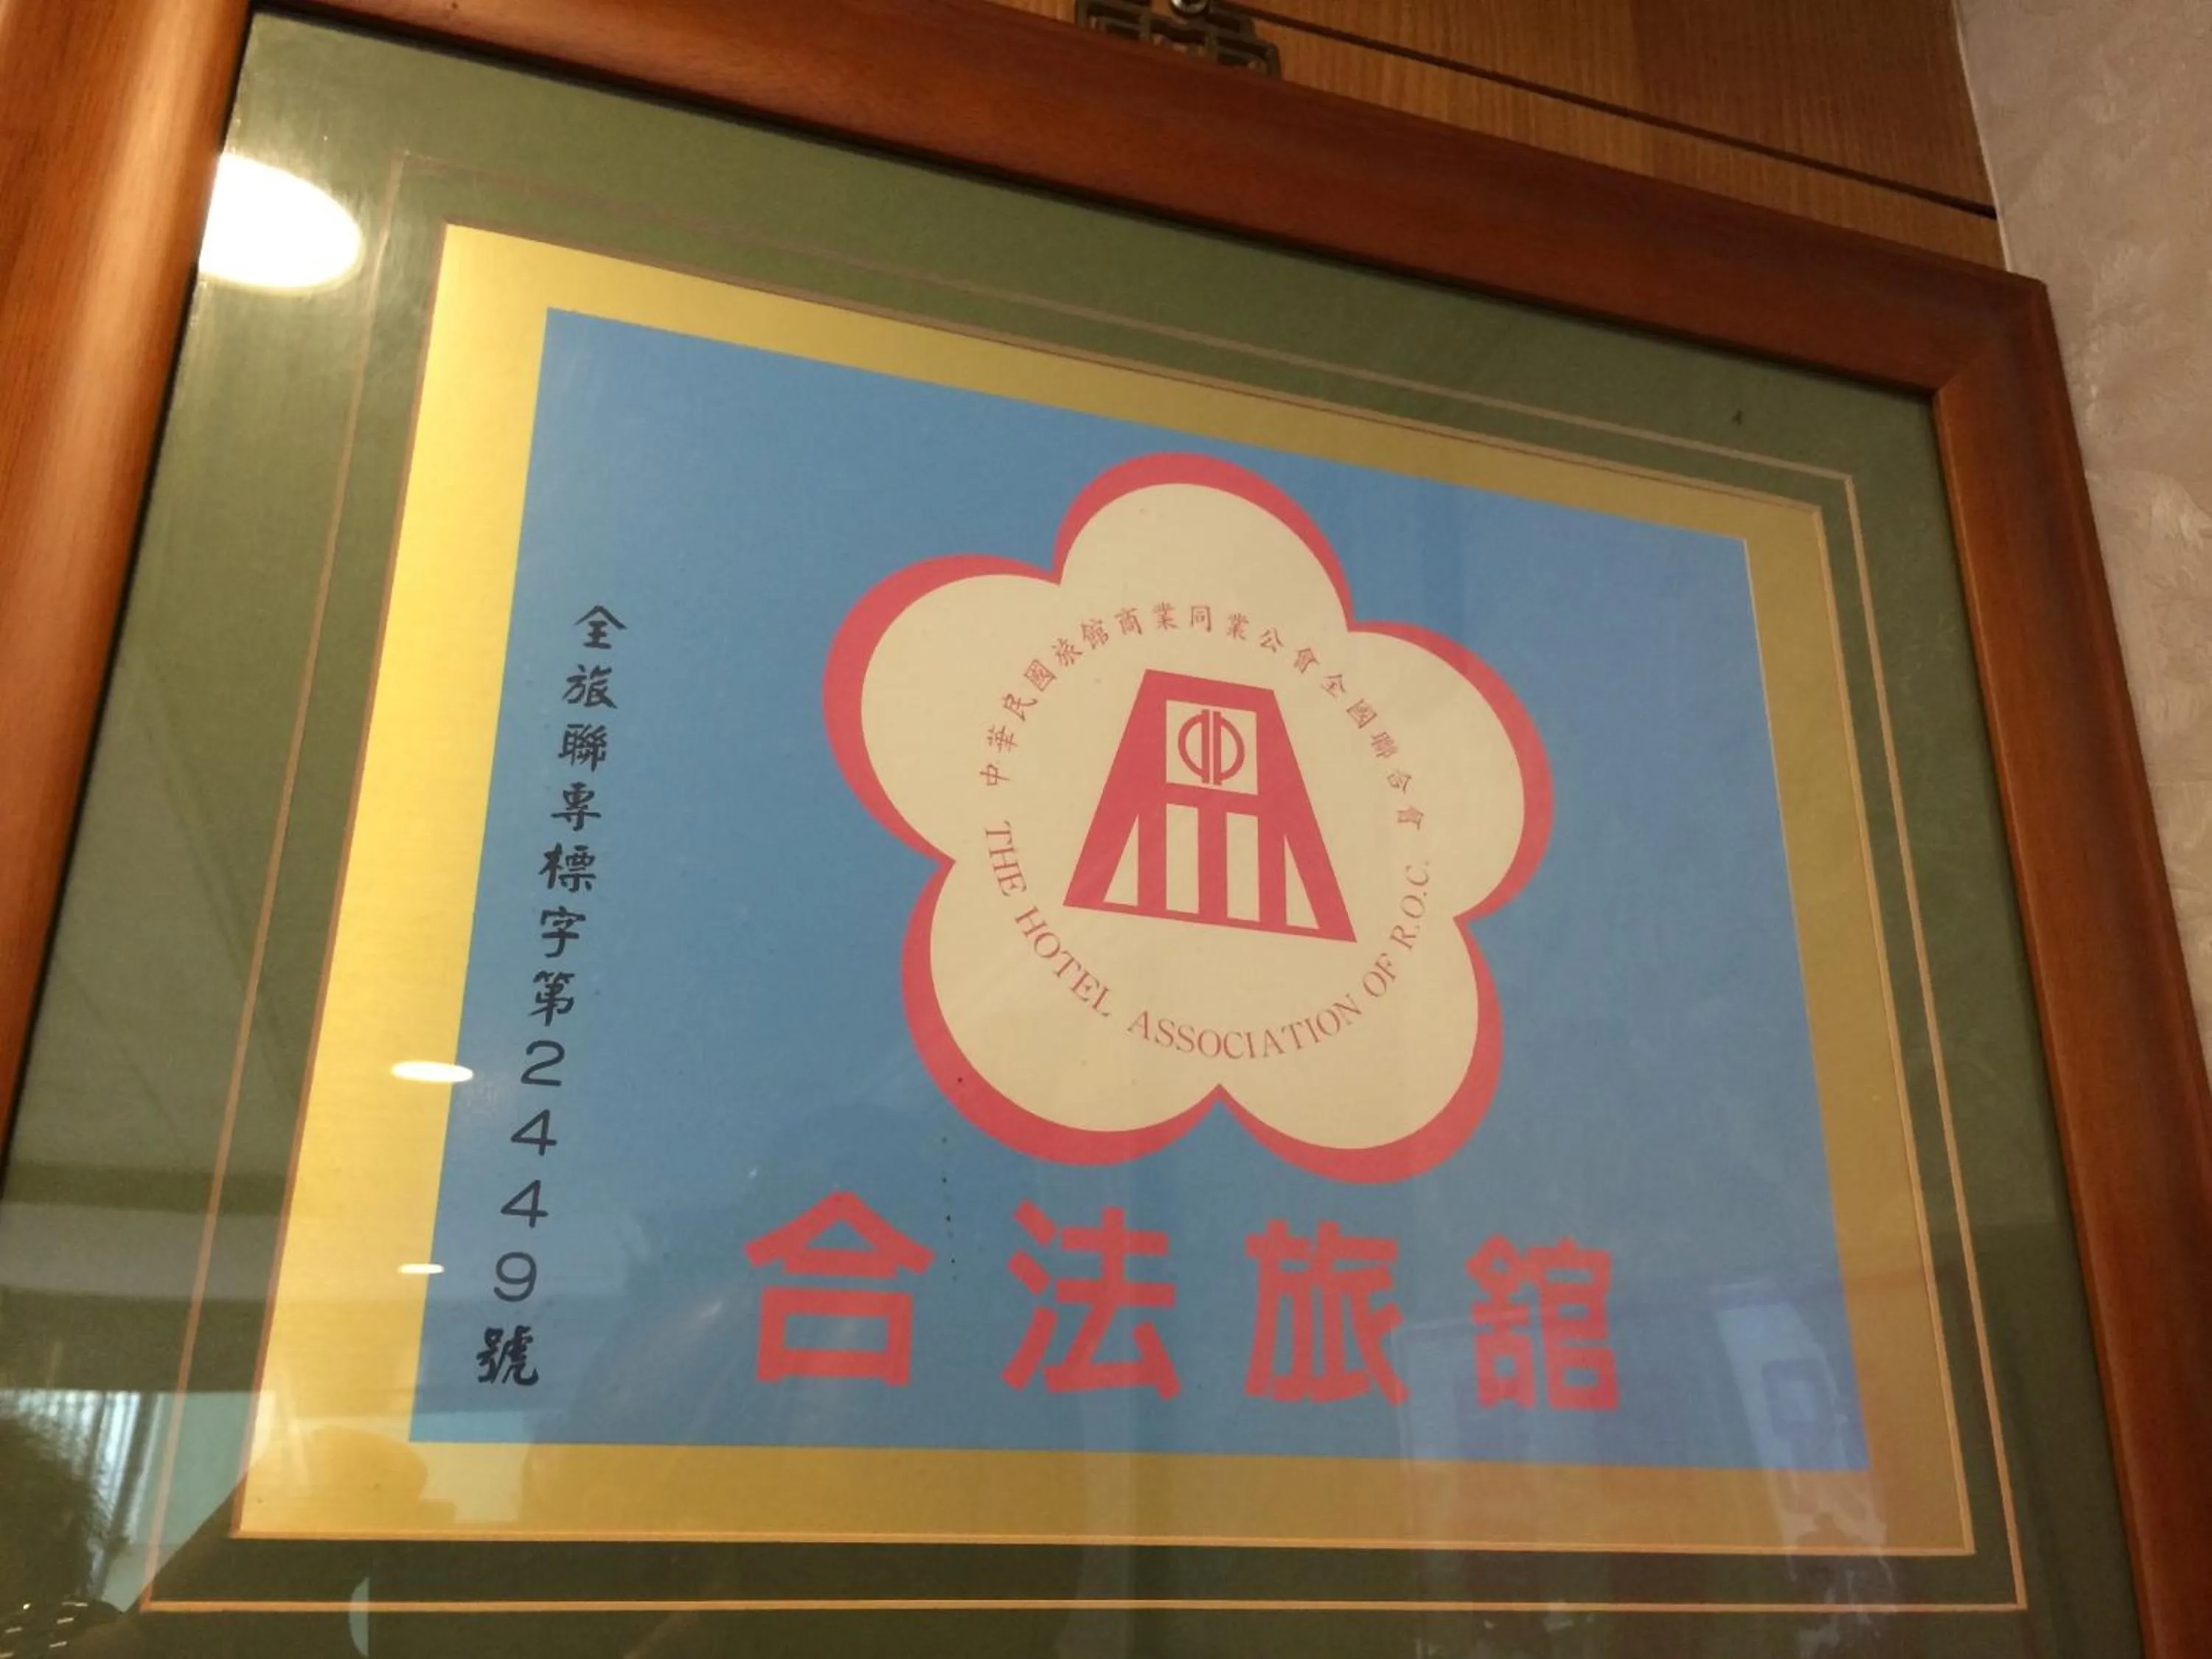 全旅聯專標字第2449號
中華民國旅館商業同業公會全國聯合會
THE HOTEL ASSOCIATION OF R.O.C.
合法旅館